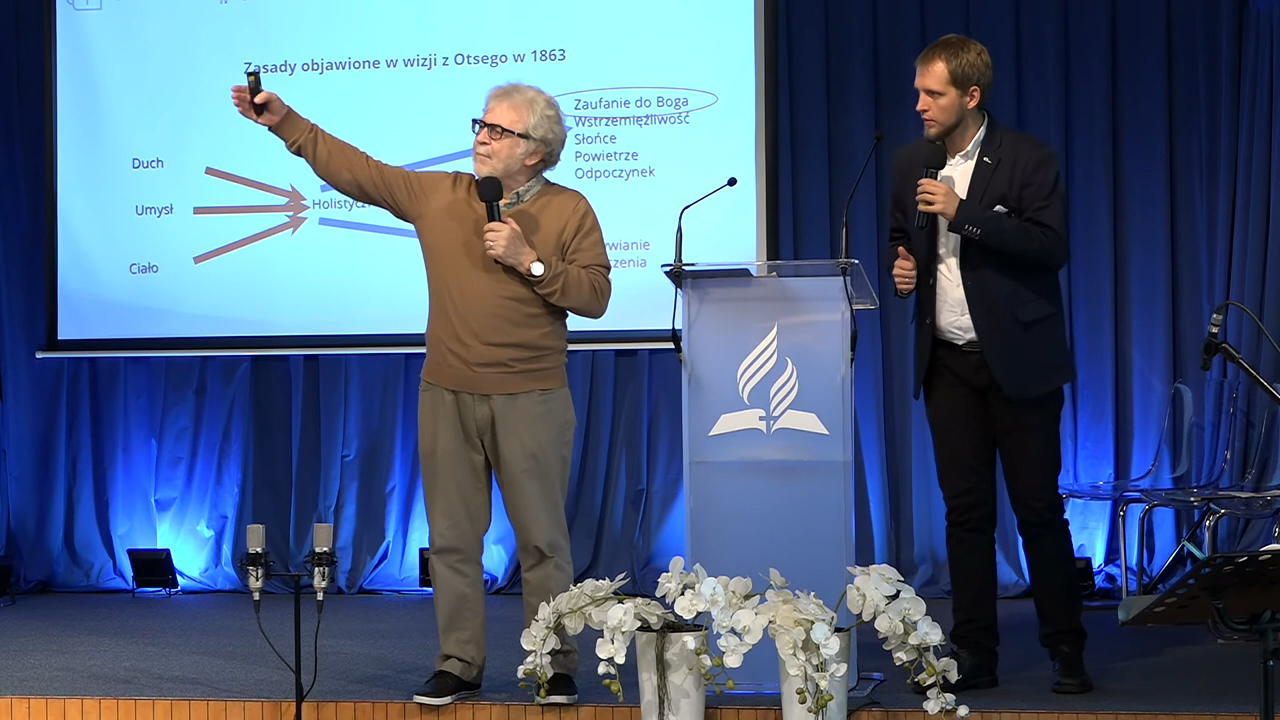 Zasady objawione w wizji z Otsego w 1863
Zaufanie do Boga
Wstrzemięźliwość
Słońce
Powietrze
Odpoczynek
Duch
Umysł
Ciało